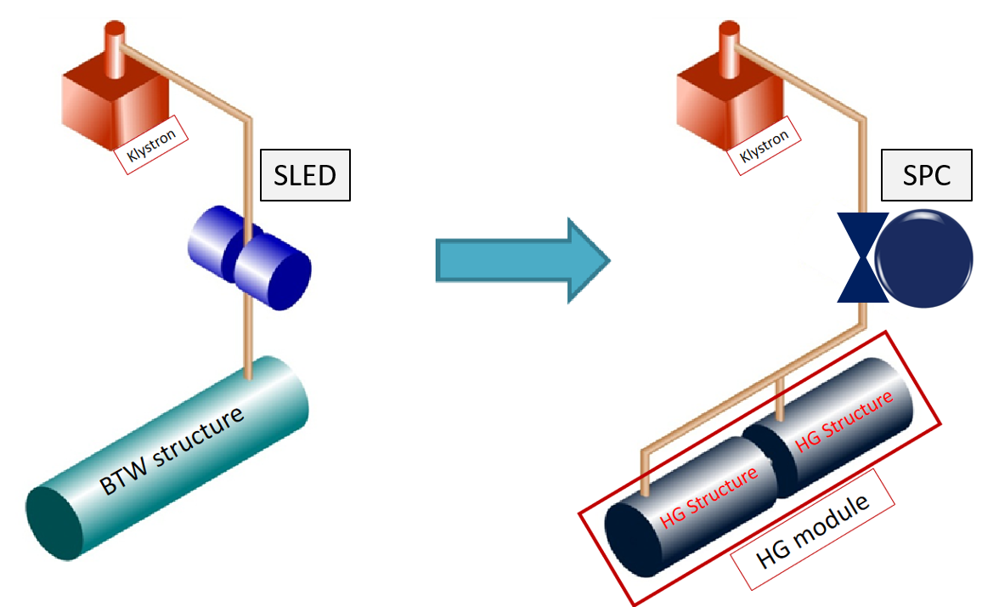 Klystron
SLED
BTW structure
Klystron
SPC
HG Structure
HG Structure
HG module